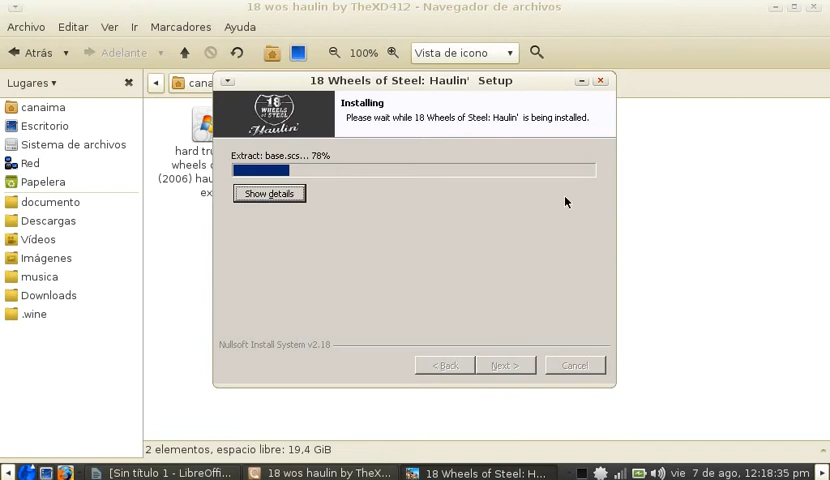 18 wos haulin by TheXD412 - Navegador de archivos
Archivo Editar Ver Ir Marcadores Ayuda
Atrás Adelante 100% Vista de icono
Lugares
canaima
Escritorio
Sistema de archivos
Red
Papelera
documento
Descargas
Vídeos
Imágenes
musica
Downloads
.wine
cana
hard tru
wheels o
(2006) hau
ex
18 Wheels of Steel: Haulin' Setup
18
WHEELS
OF
STEEL
Haulin'
Installing
Please wait while 18 Wheels of Steel: Haulin' is being installed.
Extract: base.scs... 78%
Show details
Nullsoft Install System v2.18
< Back Next > Cancel
2 elementos, espacio libre: 19,4 GiB
[Sin título 1 - LibreOffi... 18 wos haulin by TheX... 18 Wheels of Steel: H... vie 7 de ago, 12:18:35 pm